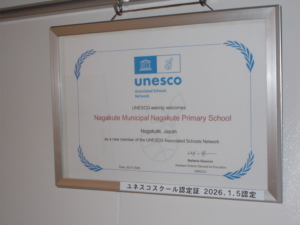 unesco
Associated Schools
Network
UNESCO warmly welcomes
Nagakute Municipal Nagakute Primary School
Nagakute, Japan
as a new member of the UNESCO Associated Schools Network
Date:
UNESCO
ユネスコスクール認定証 2026.1.5認定